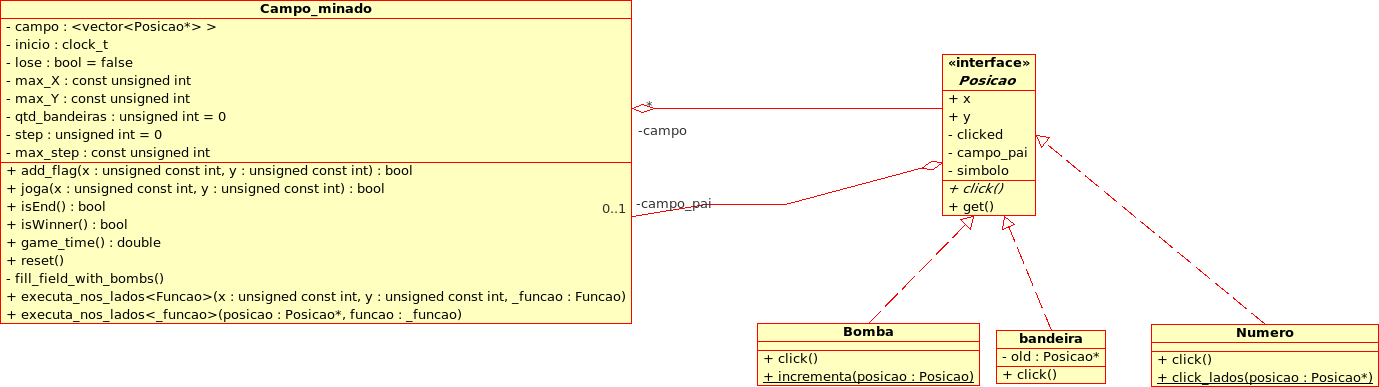 Campo_minado
- campo : <vector<Posicao*> >
- inicio : clock_t
- lose : bool = false
- max_X : const unsigned int
- max_Y : const unsigned int
- qtd_bandeiras : unsigned int = 0
- step : unsigned int = 0
- max_step : const unsigned int
+ add_flag(x : unsigned const int, y : unsigned const int) : bool
+ joga(x : unsigned const int, y : unsigned const int) : bool
+ isEnd() : bool
+ isWinner() : bool
+ game_time() : double
+ reset()
- fill_field_with_bombs()
+ executa_nos_lados<Funcao>(x : unsigned const int, y : unsigned const int, _funcao : Funcao)
+ executa_nos_lados<_funcao>(posicao : Posicao*, funcao : _funcao)
*
-campo
-campo_pai
0..1
«interface»
Posicao
+ x
+ y
- clicked
- campo_pai
- simbolo
+ click()
+ get()
Bomba
+ click()
+ incrementa(posicao : Posicao)
bandeira
- old : Posicao*
+ click()
Numero
+ click()
+ click_lados(posicao : Posicao*)